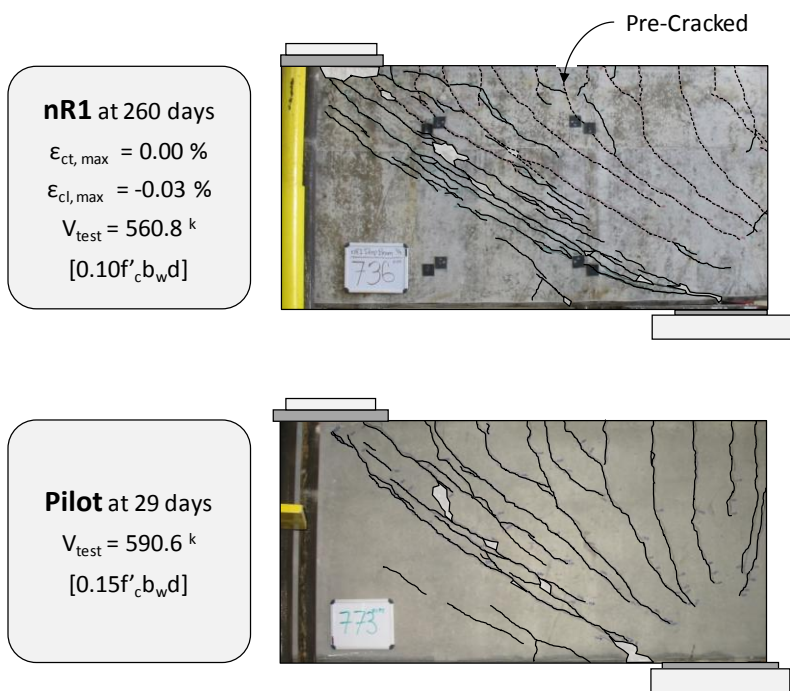 Pre-Cracked
nR1 at 260 days
εct, max = 0.00 %
εcl, max = -0.03 %
Vtest = 560.8 k
[0.10f'cbwd]
736
Pilot at 29 days
Vtest = 590.6 k
[0.15f'cbwd]
773